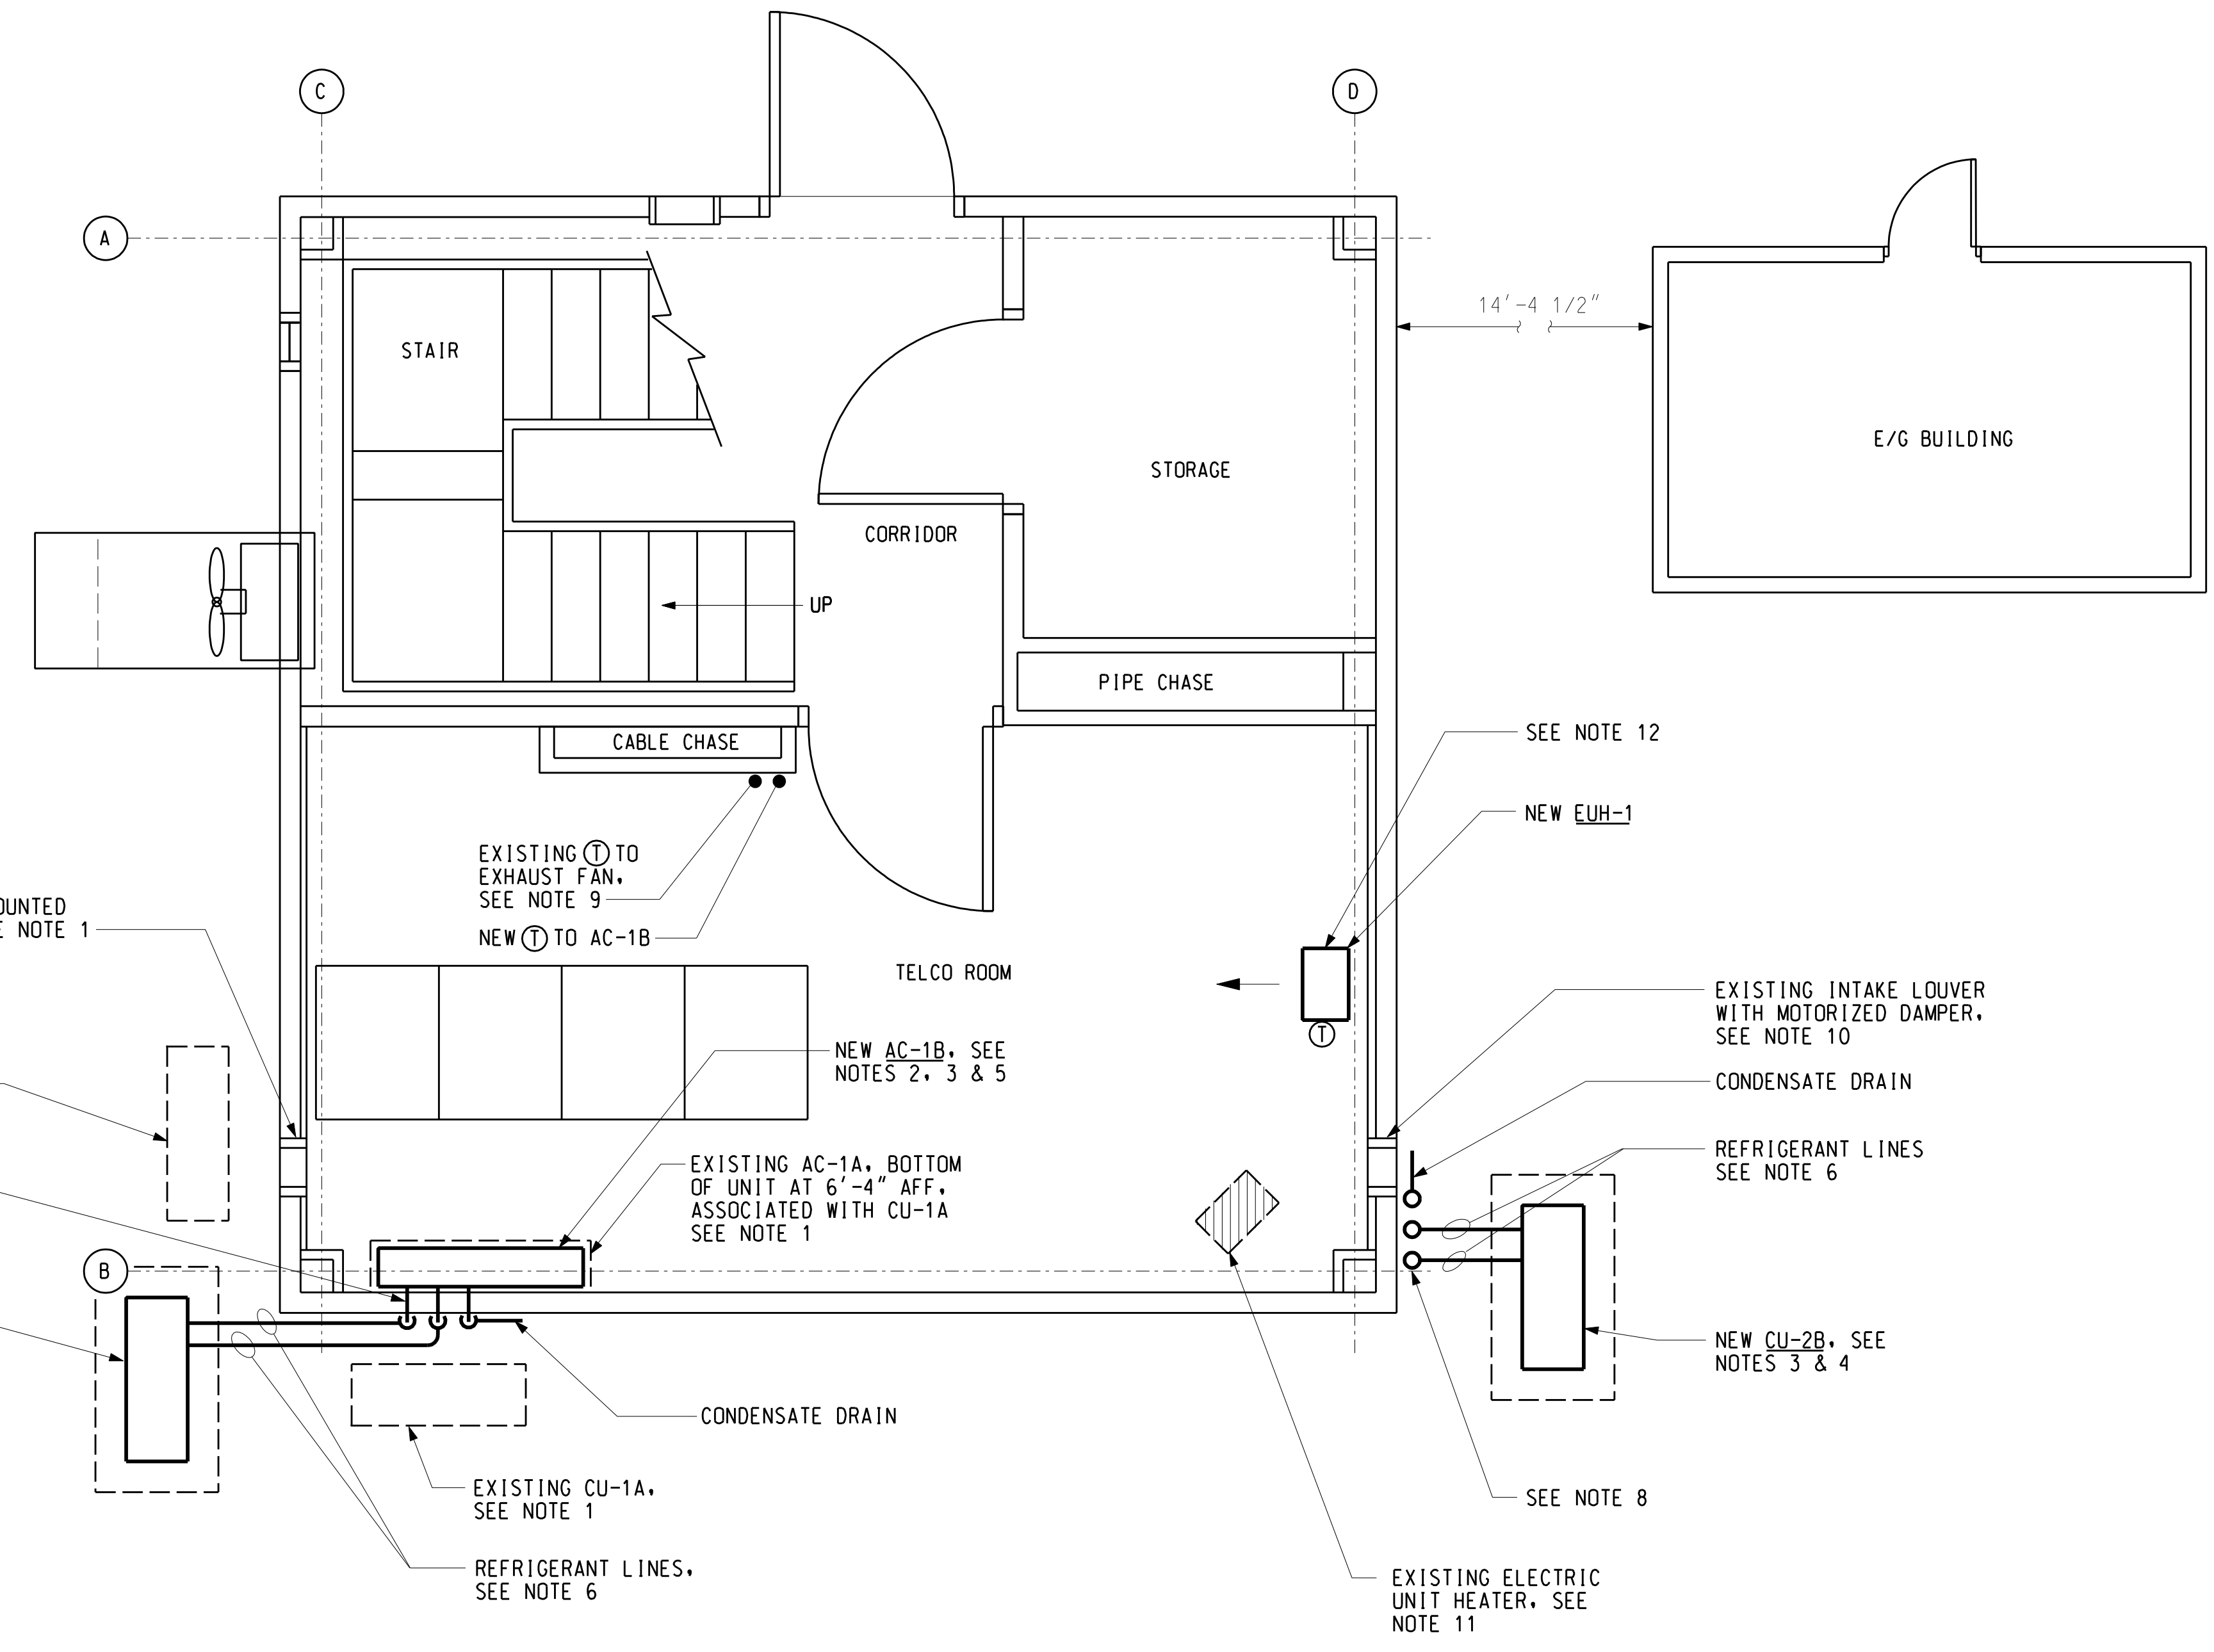 C
D
A
14'-4 1/2"
STAIR
E/G BUILDING
STORAGE
CORRIDOR
UP
PIPE CHASE
SEE NOTE 12
CABLE CHASE
NEW EUH-1
EXISTING T TO
EXHAUST FAN,
SEE NOTE 9
NEW T TO AC-1B
NOTE 1
TELCO ROOM
T
EXISTING INTAKE LOUVER
WITH MOTORIZED DAMPER,
SEE NOTE 10
NEW AC-1B, SEE
NOTES 2, 3 & 5
CONDENSATE DRAIN
EXISTING AC-1A, BOTTOM
OF UNIT AT 6'-4" AFF,
ASSOCIATED WITH CU-1A
SEE NOTE 1
REFRIGERANT LINES
SEE NOTE 6
B
NEW CU-2B, SEE
NOTES 3 & 4
CONDENSATE DRAIN
EXISTING CU-1A,
SEE NOTE 1
SEE NOTE 8
REFRIGERANT LINES,
SEE NOTE 6
EXISTING ELECTRIC
UNIT HEATER, SEE
NOTE 11